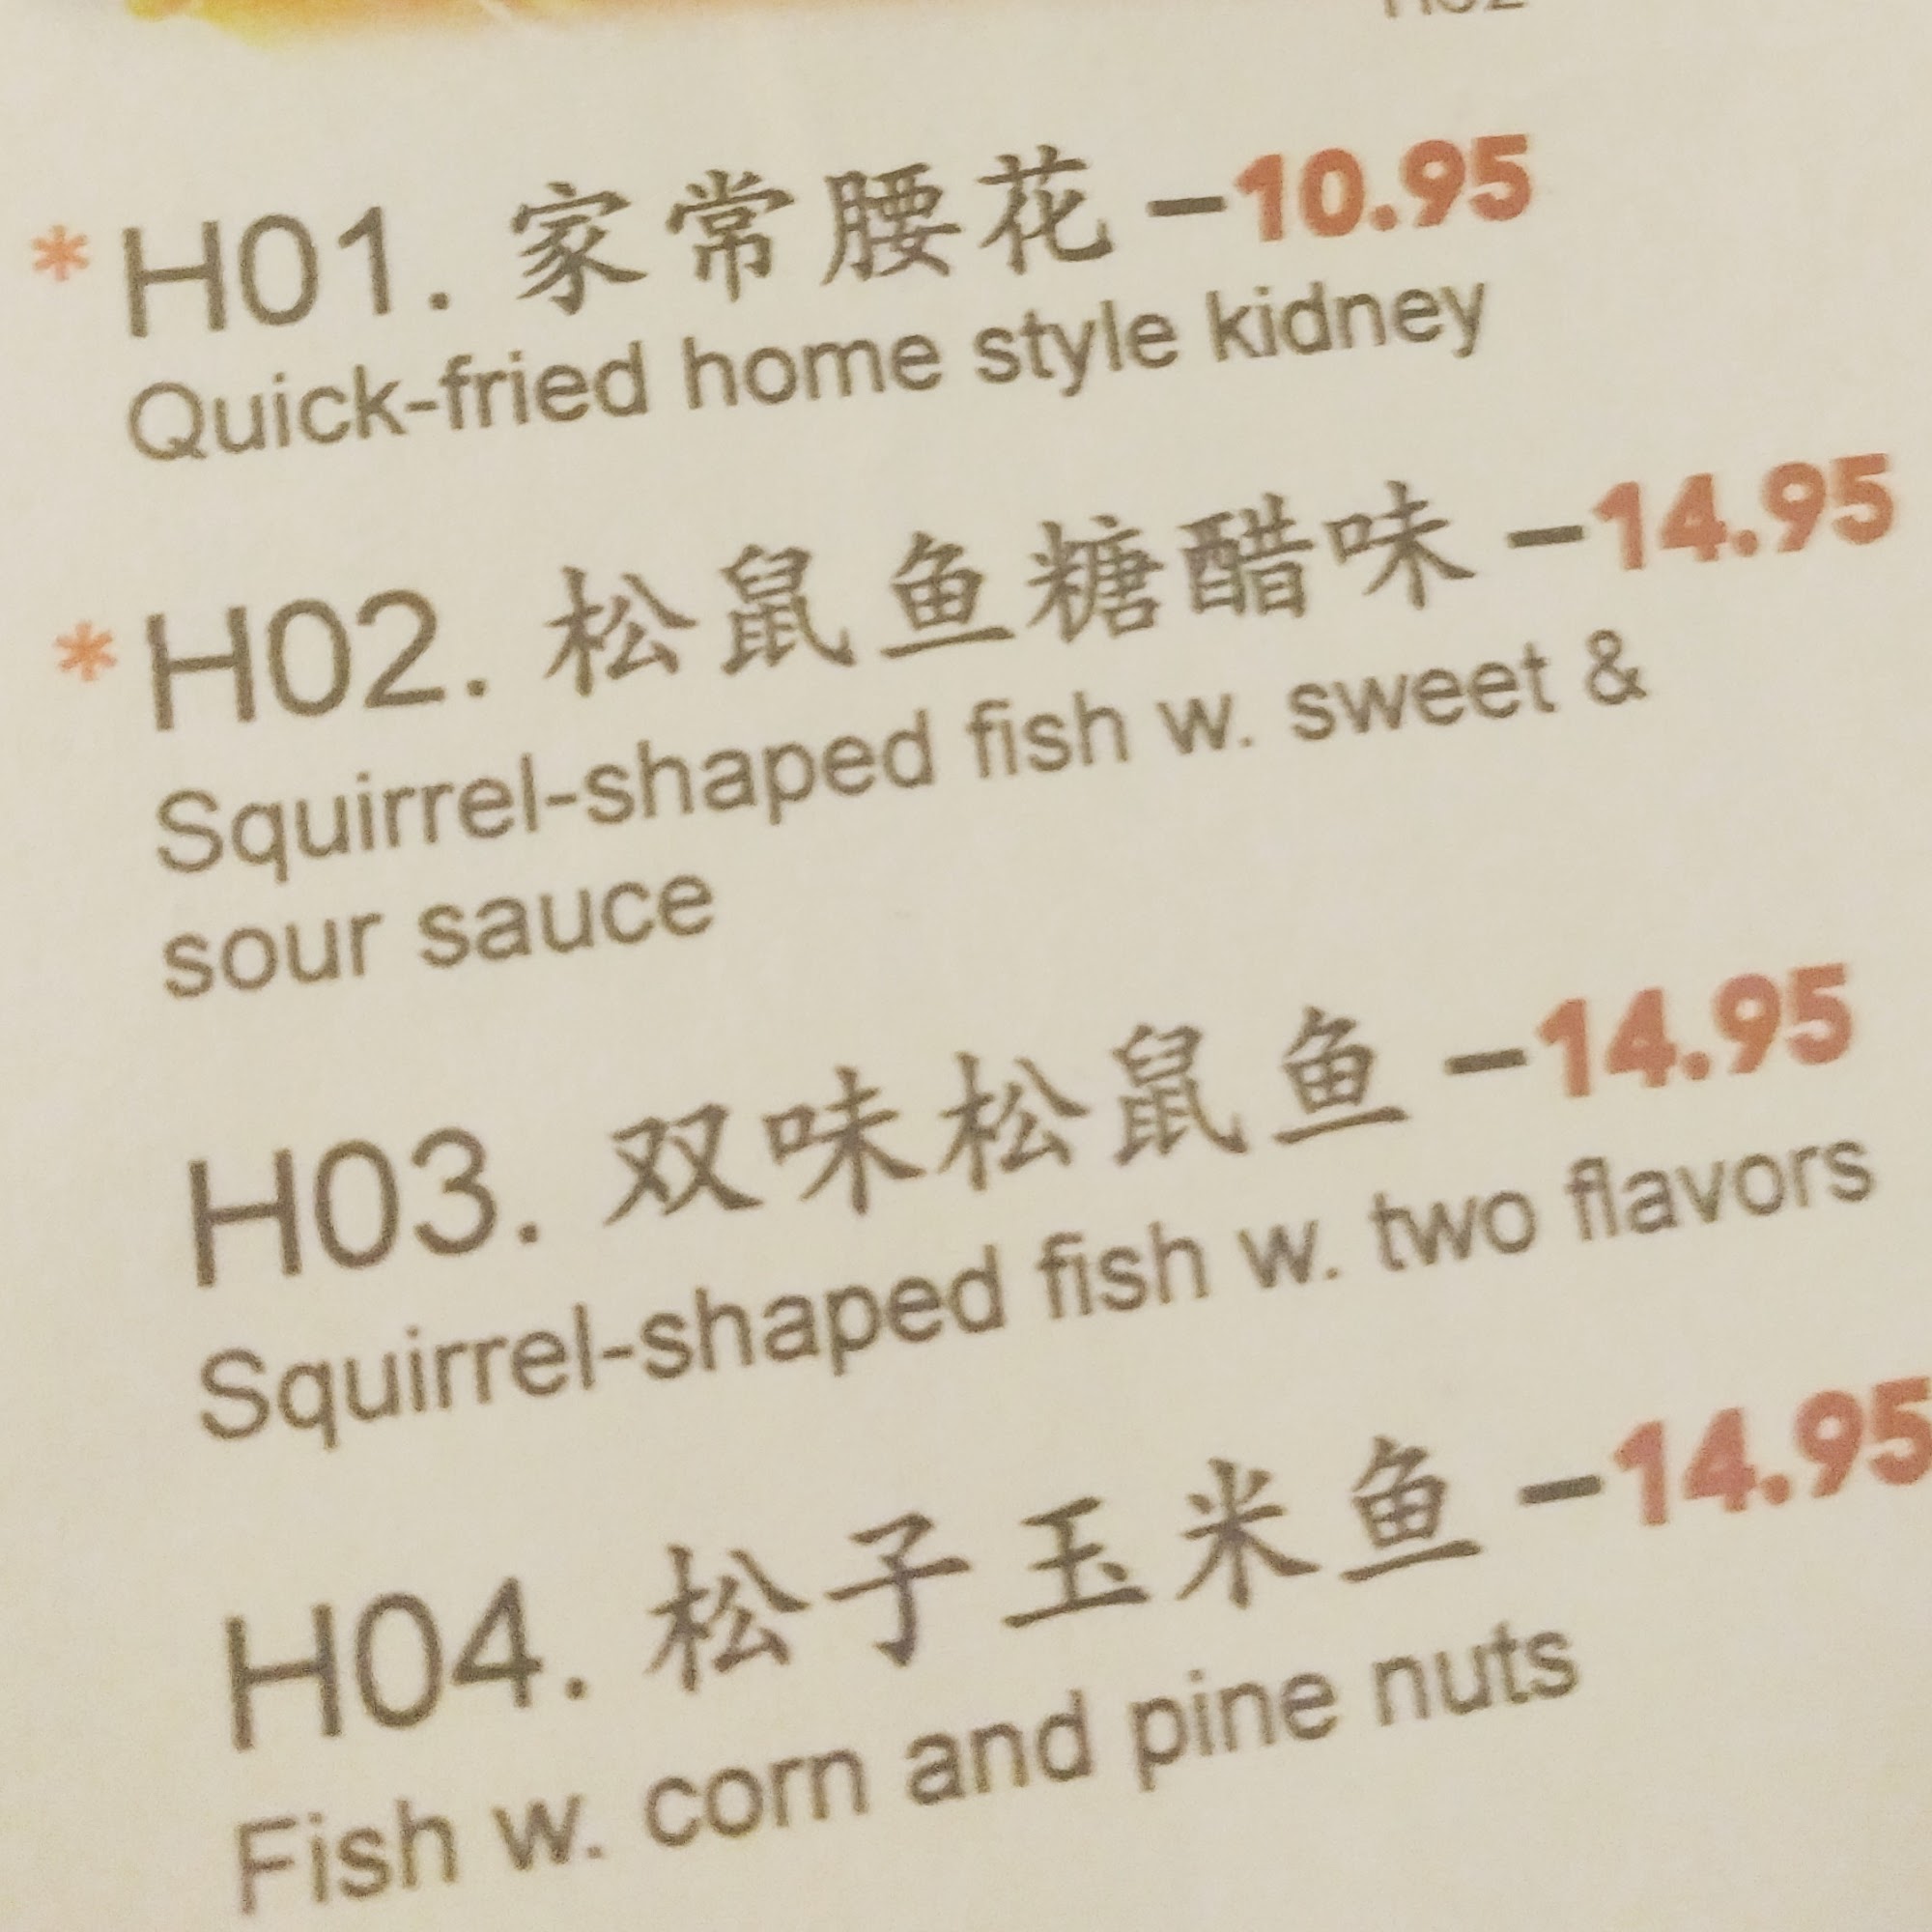 * H01. 家常腰花 –10.95
Quick-fried home style kidney
* H02. 松鼠鱼糖醋味 –14.95
Squirrel-shaped fish w. sweet &
sour sauce
H03. 双味松鼠鱼 –14.95
Squirrel-shaped fish w. two flavors
H04. 松子玉米鱼 –14.95
Fish w. corn and pine nuts